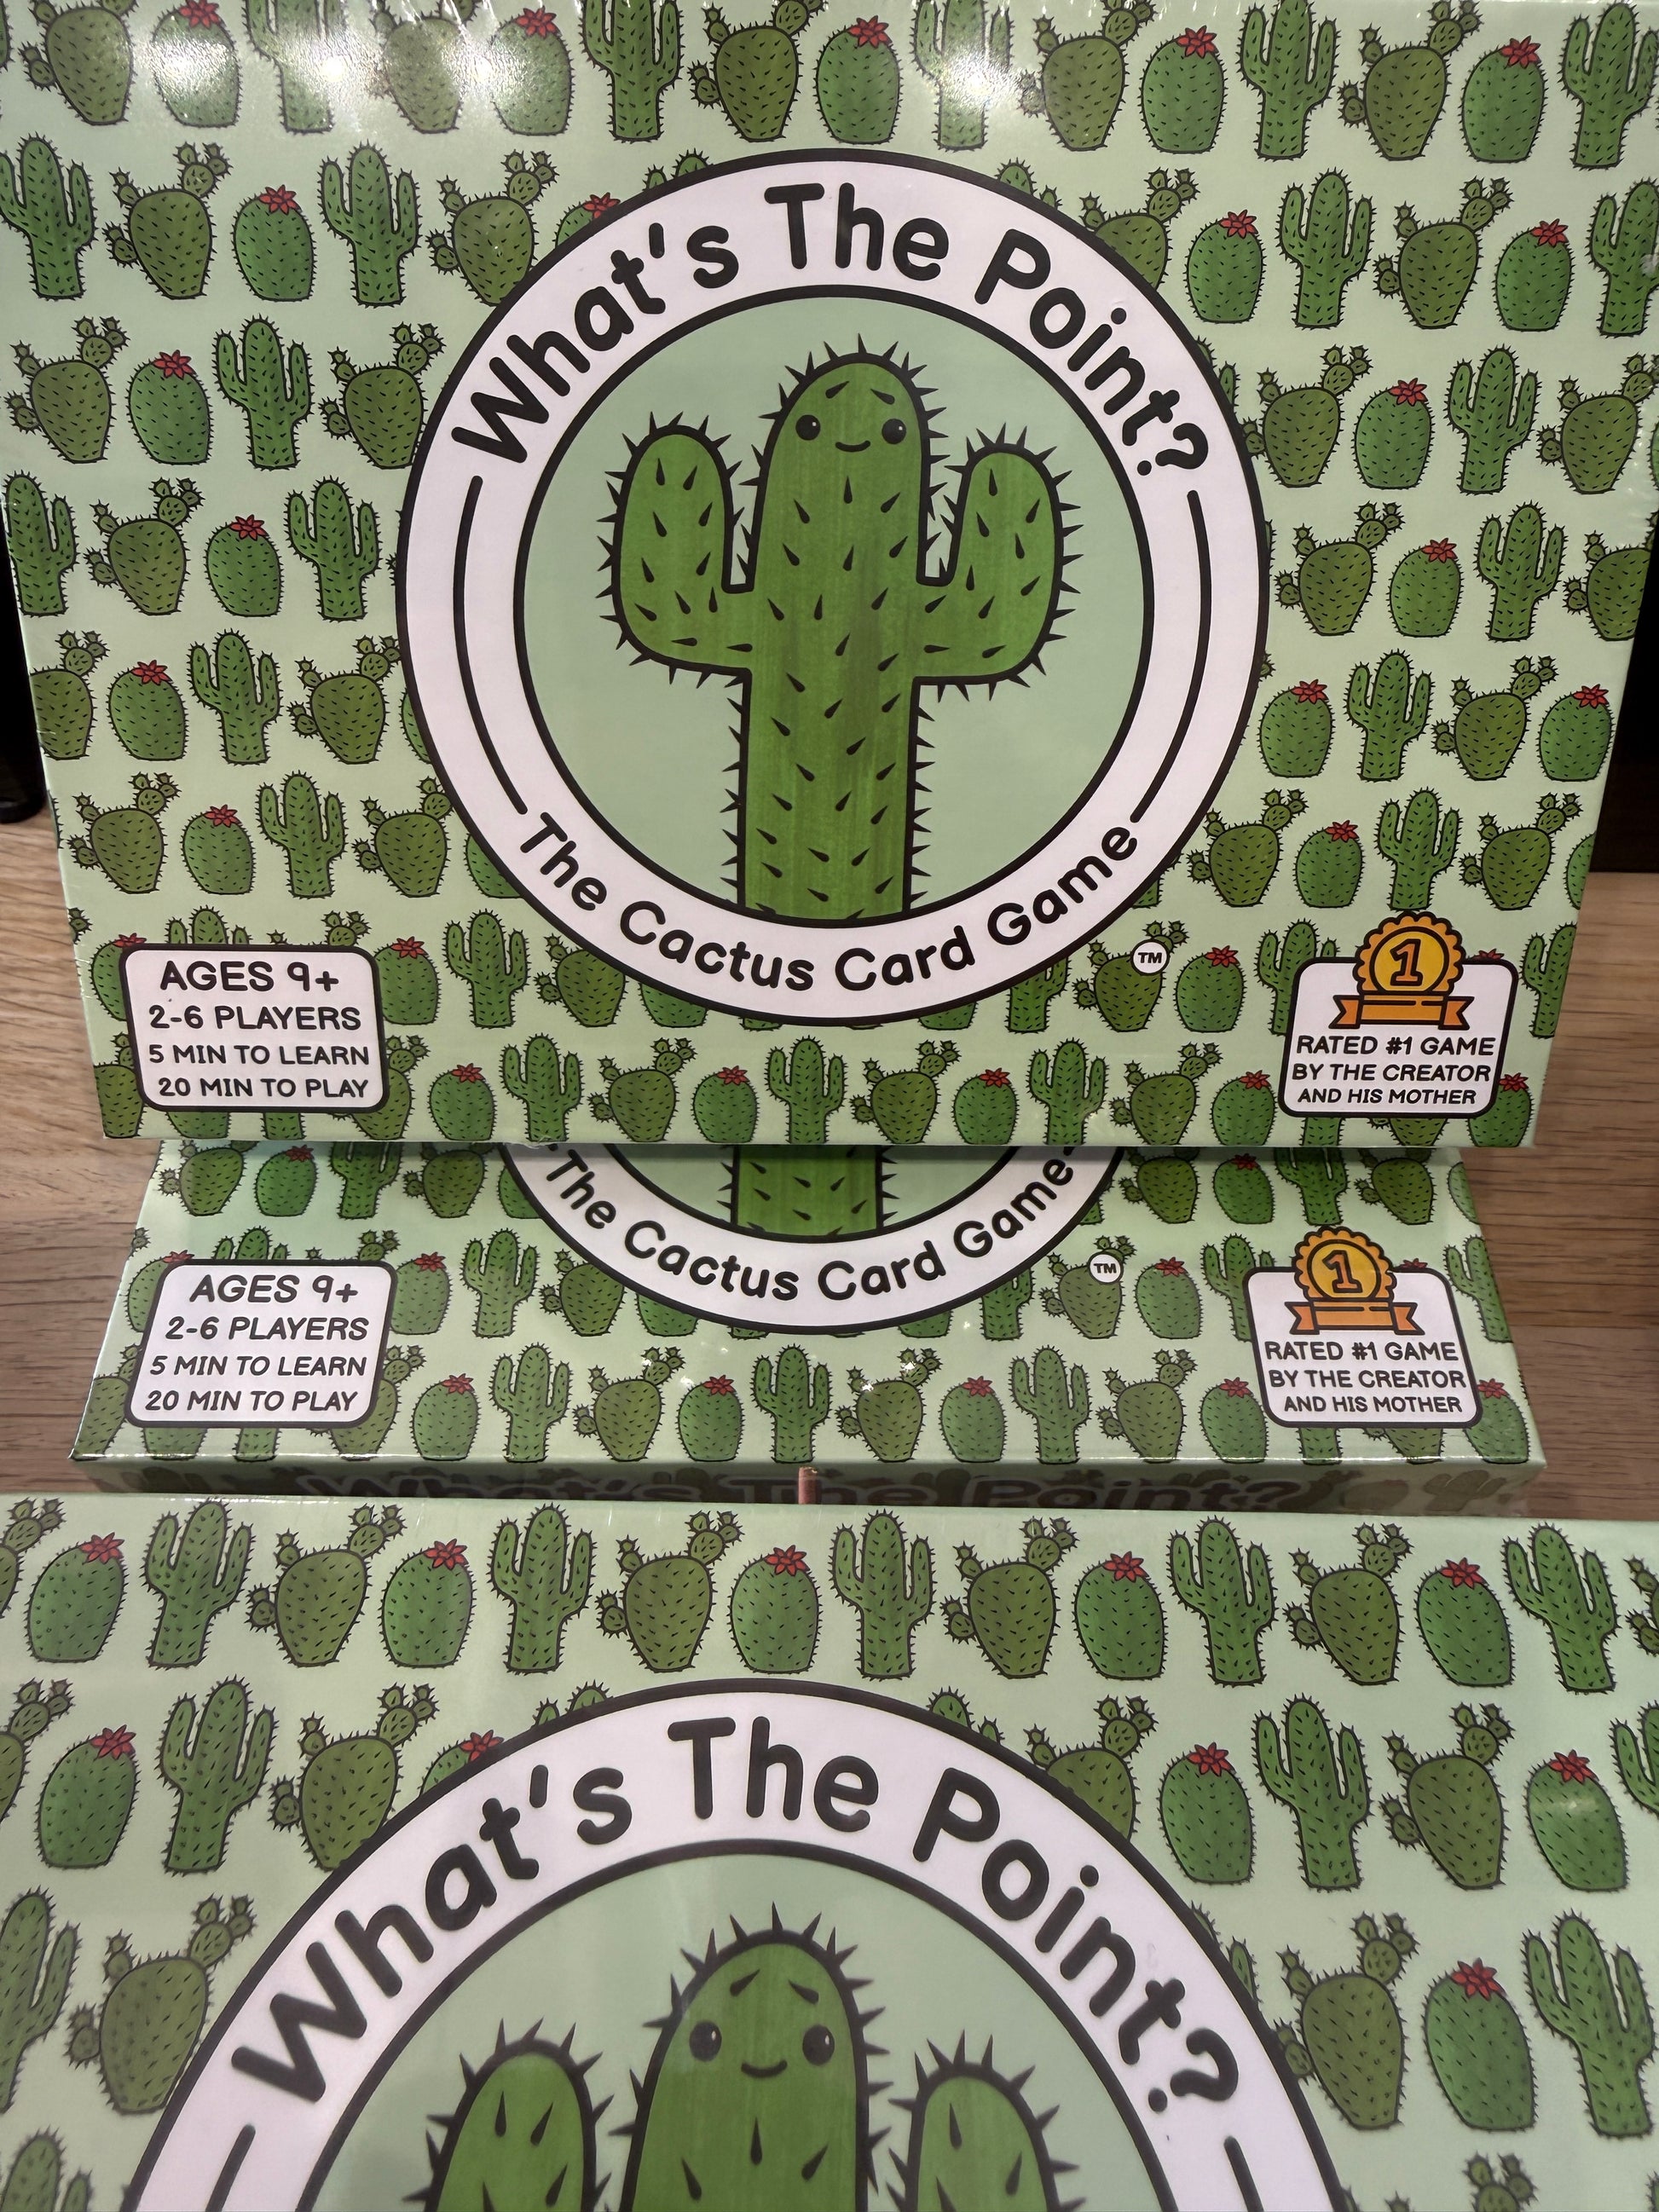 What's The Point?
The Cactus Card Game
TM
AGES 9+
2-6 PLAYERS
5 MIN TO LEARN
20 MIN TO PLAY
1
RATED #1 GAME
BY THE CREATOR
AND HIS MOTHER
The Cactus Card Game
TM
AGES 9+
2-6 PLAYERS
5 MIN TO LEARN
20 MIN TO PLAY
1
RATED #1 GAME
BY THE CREATOR
AND HIS MOTHER
What's The Point?
What's The Point?